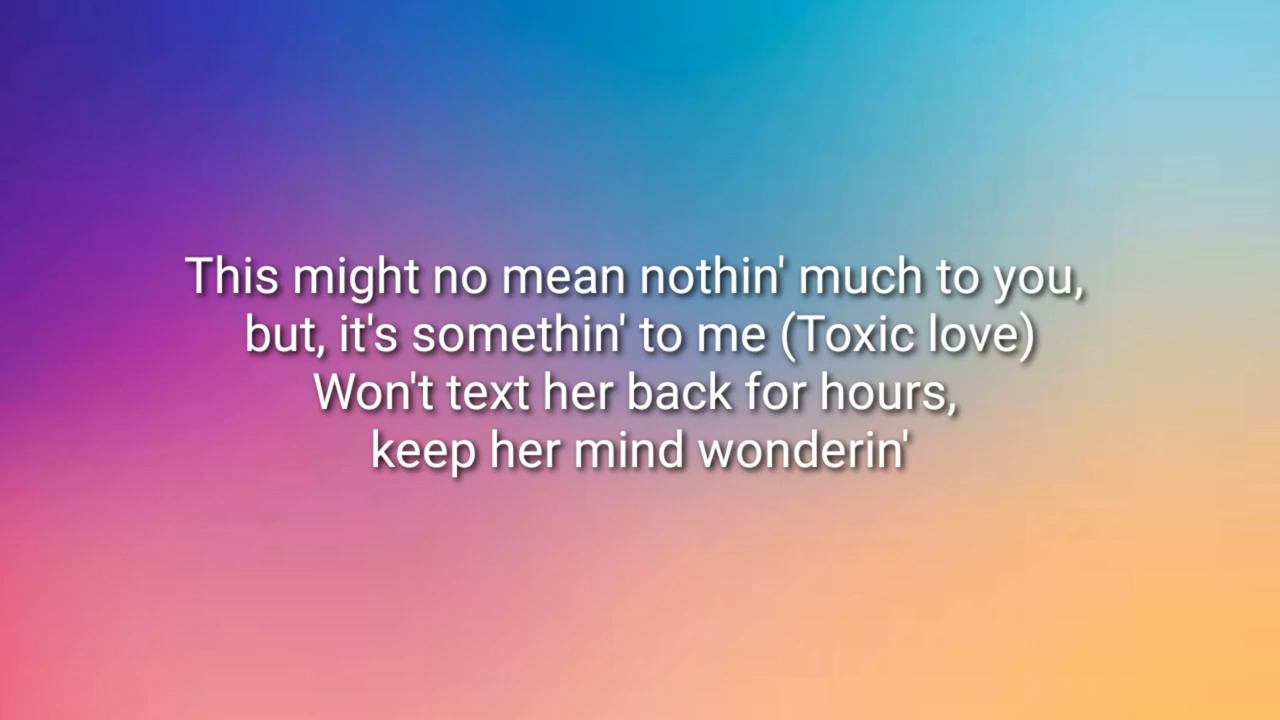 This might no mean nothin' much to you,
but, it's somethin' to me (Toxic love)
Won't text her back for hours,
keep her mind wonderin'